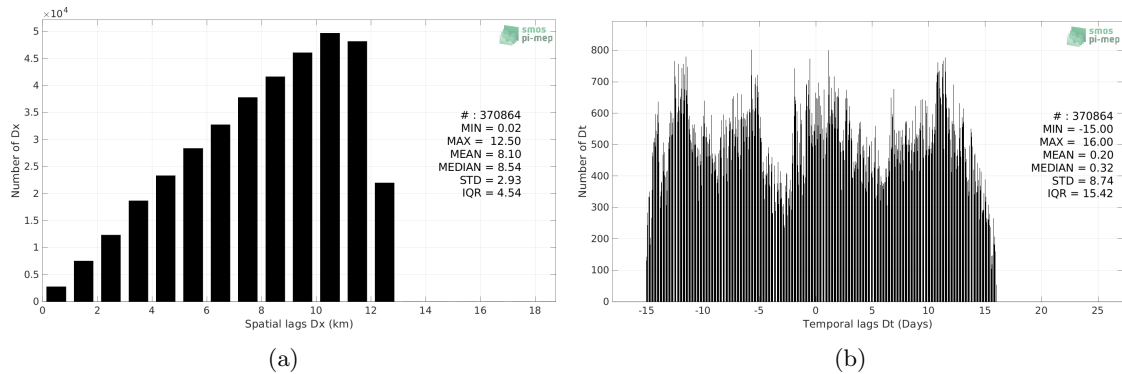 ×10⁴
5
4.5
4
3.5
3
2.5
2
1.5
1
0.5
0
Number of Dx
smos
pi-mep
# : 370864
MIN = 0.02
MAX = 12.50
MEAN = 8.10
MEDIAN = 8.54
STD = 2.93
IQR = 4.54
0 2 4 6 8 10 12 14 16 18
Spatial lags Dx (km)
(a)
800
700
600
500
400
300
200
100
0
Number of Dt
smos
pi-mep
# : 370864
MIN = -15.00
MAX = 16.00
MEAN = 0.20
MEDIAN = 0.32
STD = 8.74
IQR = 15.42
-15 -10 -5 0 5 10 15 20 25
Temporal lags Dt (Days)
(b)